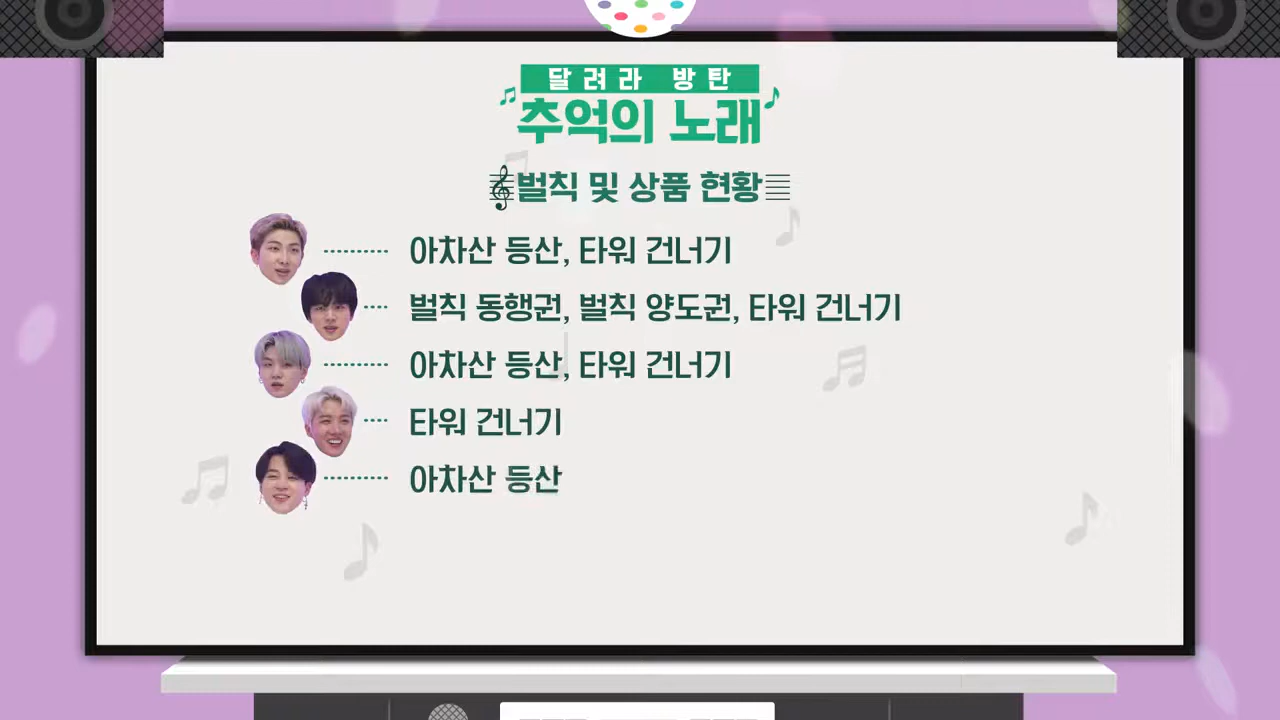 달려라 방탄
추억의 노래
벌칙 및 상품 현황
아차산 등산, 타워 건너기
벌칙 동행권, 벌칙 양도권, 타워 건너기
아차산 등산, 타워 건너기
타워 건너기
아차산 등산